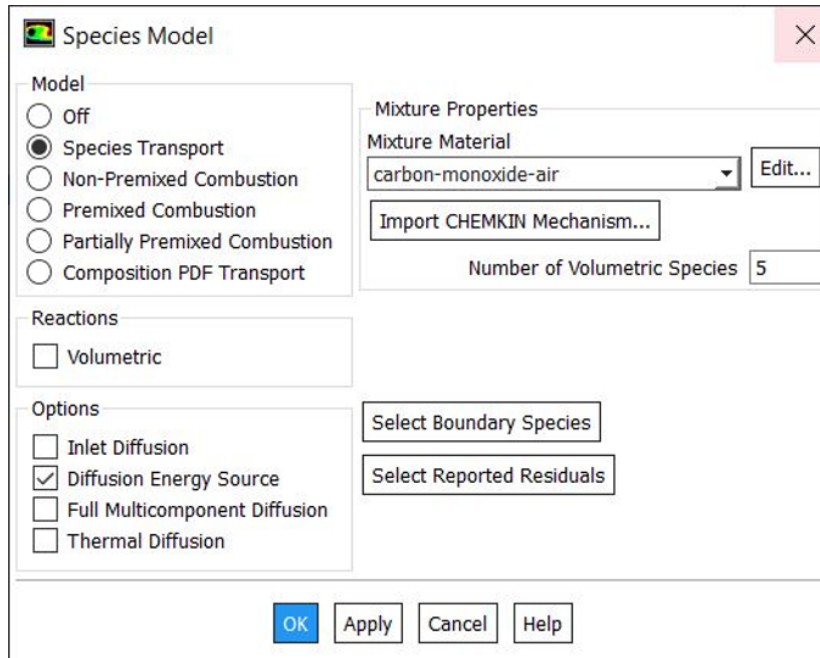 Species Model
Model
Off
Species Transport
Non-Premixed Combustion
Premixed Combustion
Partially Premixed Combustion
Composition PDF Transport
Mixture Properties
Mixture Material
carbon-monoxide-air
Edit...
Import CHEMKIN Mechanism...
Number of Volumetric Species 5
Reactions
Volumetric
Options
Inlet Diffusion
Diffusion Energy Source
Full Multicomponent Diffusion
Thermal Diffusion
Select Boundary Species
Select Reported Residuals
OK Apply Cancel Help